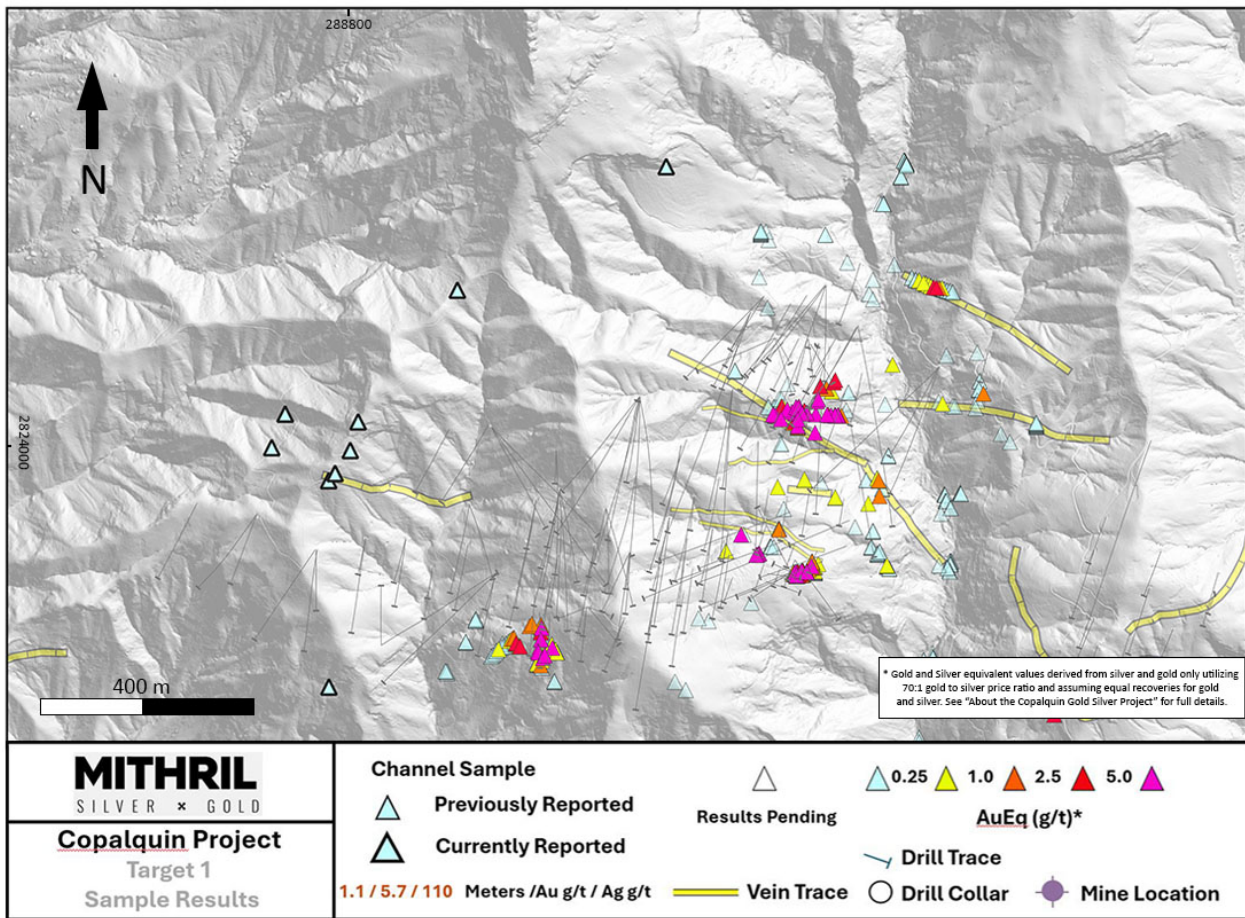 288800
N
2824000
400 m
* Gold and Silver equivalent values derived from silver and gold only utilizing
70:1 gold to silver price ratio and assuming equal recoveries for gold
and silver. See "About the Copalquin Gold Silver Project" for full details.
MITHRIL
SILVER × GOLD
Copalquin Project
Target 1
Sample Results
Channel Sample
Previously Reported
Currently Reported
1.1 / 5.7 / 110 Meters /Au g/t / Ag g/t
Results Pending
0.25 1.0 2.5 5.0
AuEq (g/t)*
Drill Trace
Vein Trace
Drill Collar
Mine Location